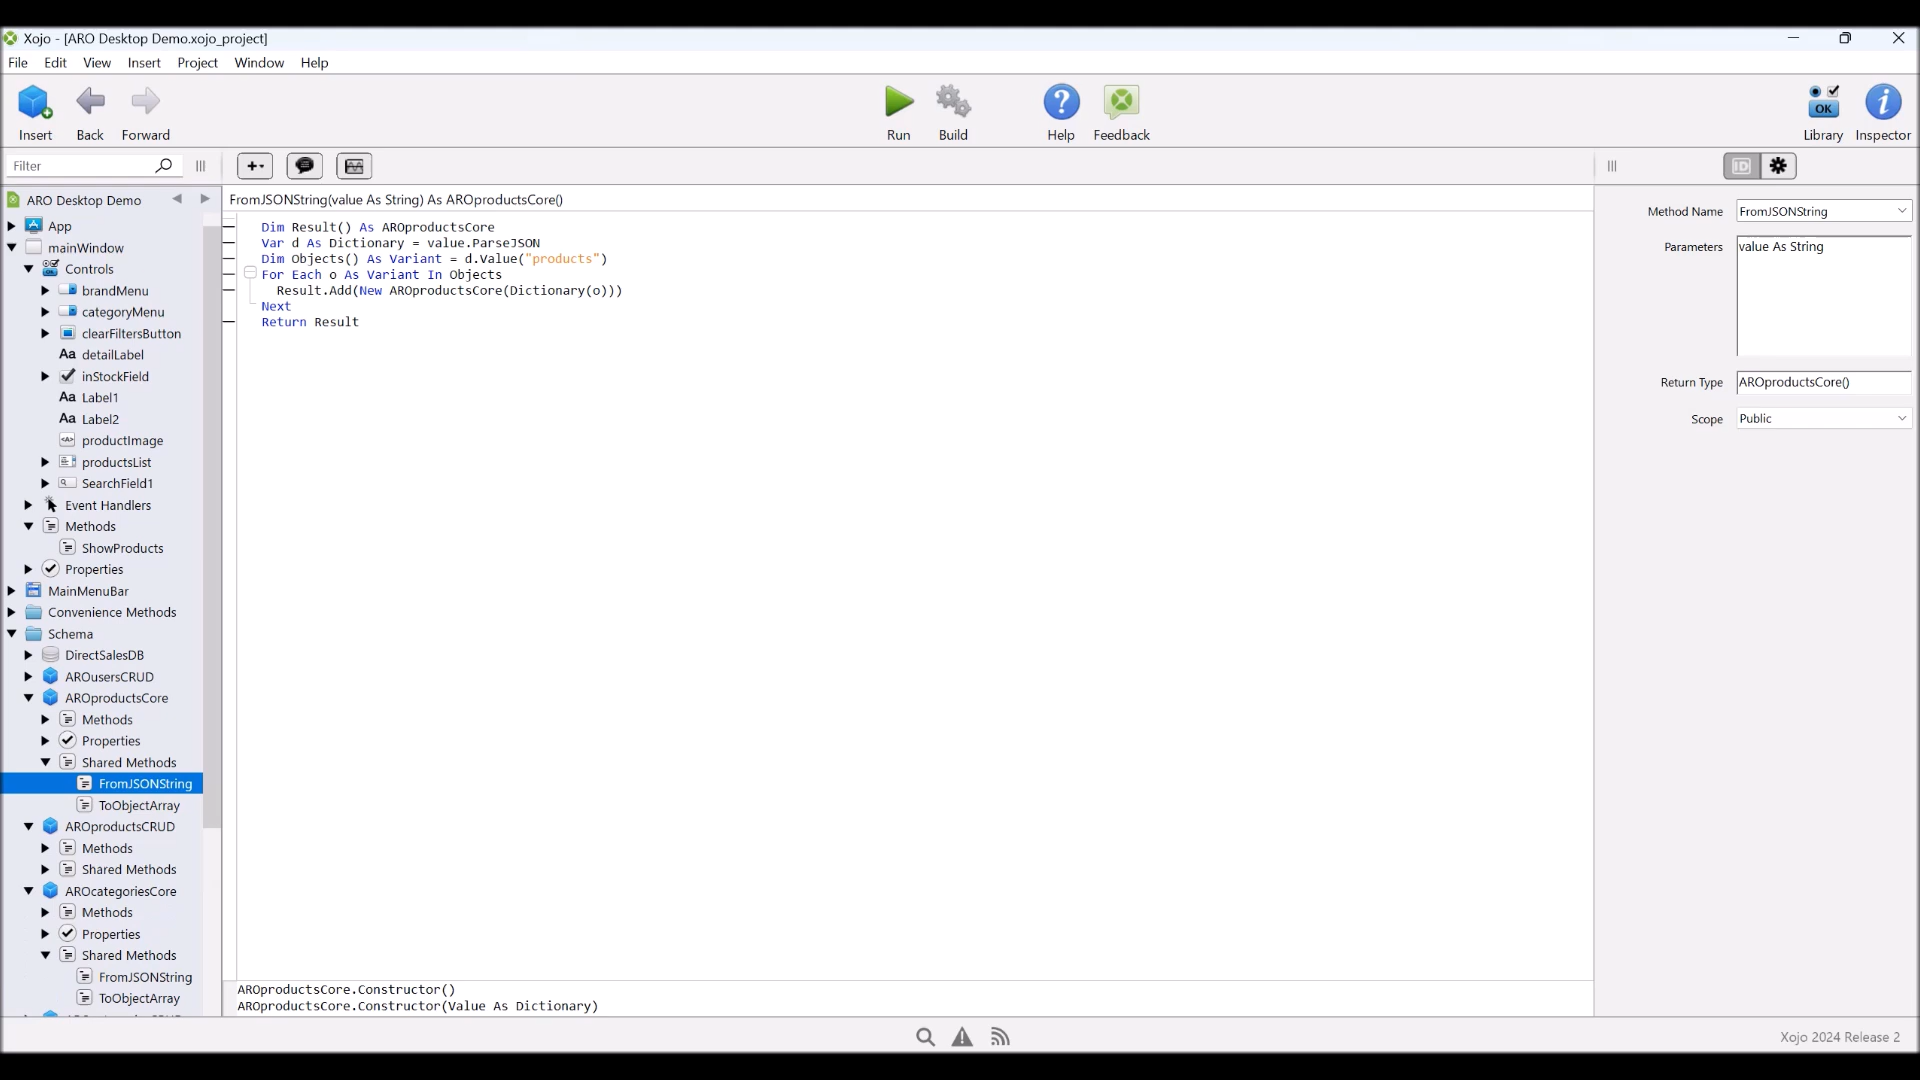 Xojo - [ARO Desktop Demo.xojo_project]
File Edit View Insert Project Window Help
Insert Back Forward Run Build Help Feedback Library Inspector
OK
Filter
ID
ARO Desktop Demo
App
mainWindow
Controls
brandMenu
categoryMenu
clearFiltersButton
Aa detailLabel
inStockField
Aa Label1
Aa Label2
productImage
productsList
SearchField1
Event Handlers
Methods
ShowProducts
Properties
MainMenuBar
Convenience Methods
Schema
DirectSalesDB
AROusersCRUD
AROproductsCore
Methods
Properties
Shared Methods
FromJSONString
ToObjectArray
AROproductsCRUD
Methods
Shared Methods
AROcategoriesCore
Methods
Properties
Shared Methods
FromJSONString
ToObjectArray
FromJSONString(value As String) As AROproductsCore()
Dim Result() As AROproductsCore
Var d As Dictionary = value.ParseJSON
Dim Objects() As Variant = d.Value("products")
For Each o As Variant In Objects
Result.Add(New AROproductsCore(Dictionary(o)))
Next
Return Result
AROproductsCore.Constructor()
AROproductsCore.Constructor(Value As Dictionary)
Method Name FromJSONString
Parameters value As String
Return Type AROproductsCore()
Scope Public
Xojo 2024 Release 2